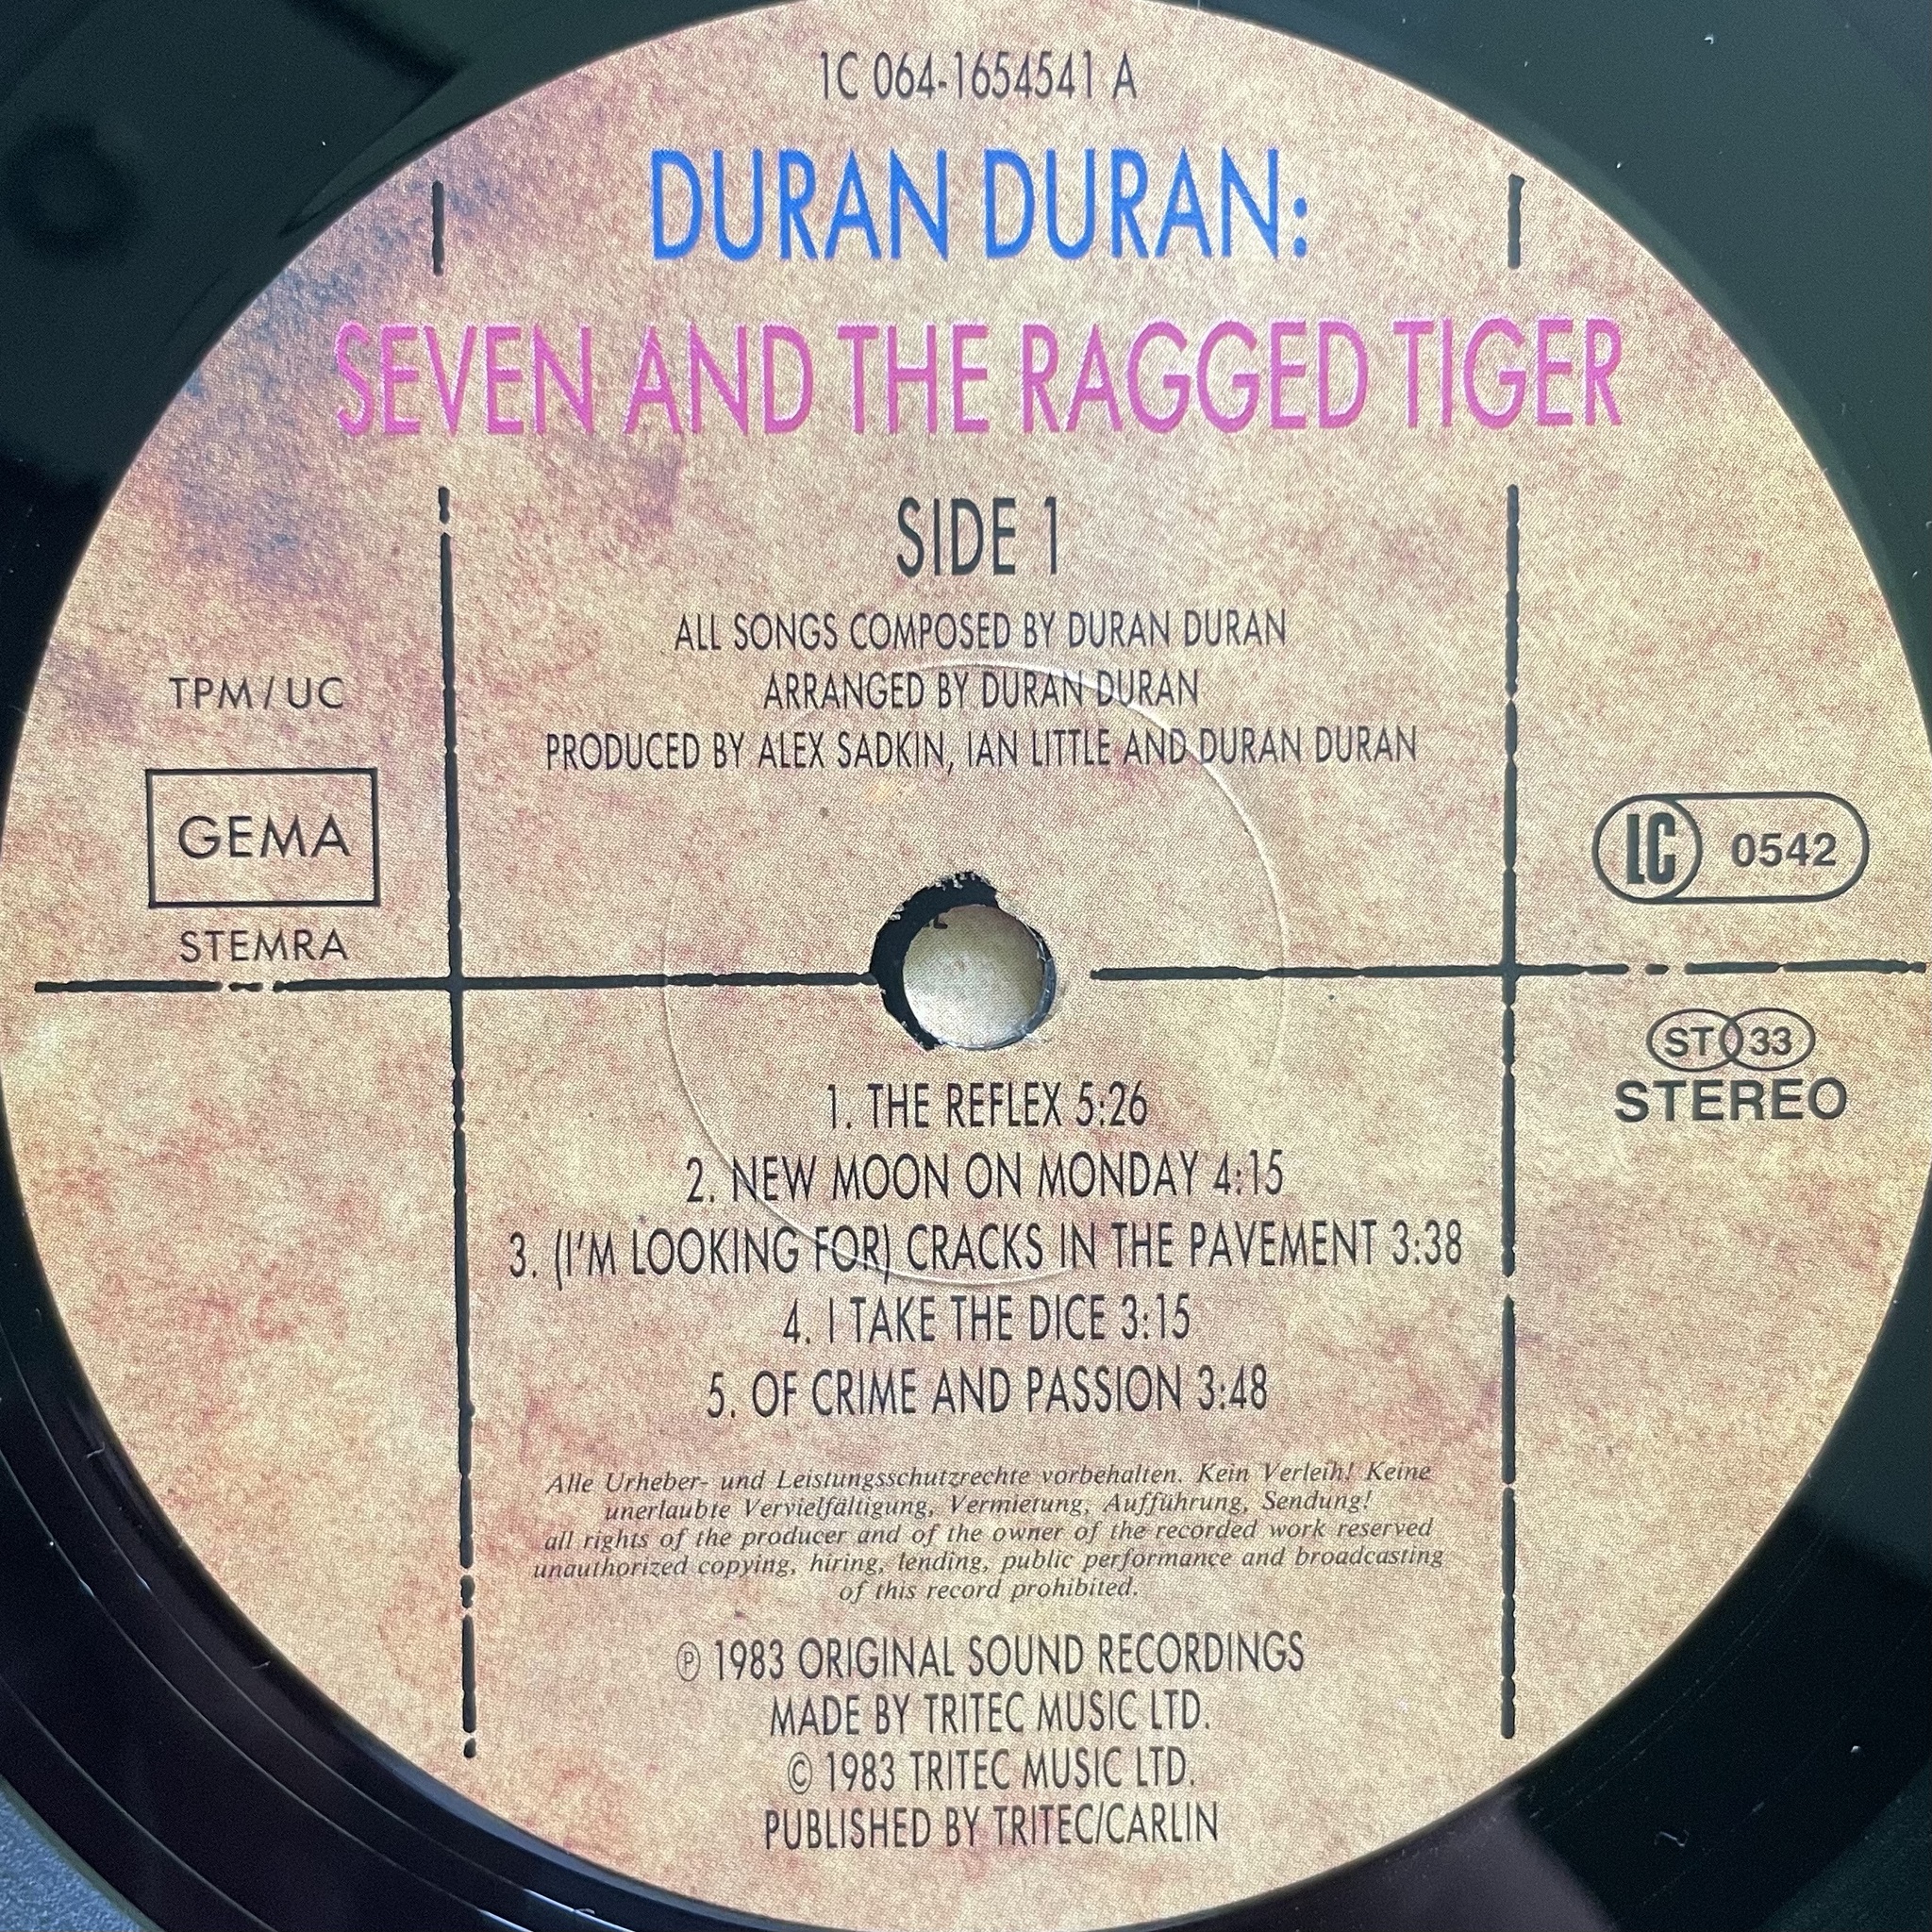 1C 064-1654541 A
DURAN DURAN:
SEVEN AND THE RAGGED TIGER
SIDE 1
ALL SONGS COMPOSED BY DURAN DURAN
ARRANGED BY DURAN DURAN
PRODUCED BY ALEX SADKIN, IAN LITTLE AND DURAN DURAN
TPM/UC
GEMA
STEMRA
LC 0542
ST 33
STEREO
1. THE REFLEX 5:26
2. NEW MOON ON MONDAY 4:15
3. (I'M LOOKING FOR) CRACKS IN THE PAVEMENT 3:38
4. I TAKE THE DICE 3:15
5. OF CRIME AND PASSION 3:48
Alle Urheber- und Leistungsschutzrechte vorbehalten. Kein Verleih! Keine
unerlaubte Vervielfältigung, Vermietung, Aufführung, Sendung!
all rights of the producer and of the owner of the recorded work reserved
unauthorized copying, hiring, lending, public performance and broadcasting
of this record prohibited.
℗ 1983 ORIGINAL SOUND RECORDINGS
MADE BY TRITEC MUSIC LTD.
© 1983 TRITEC MUSIC LTD.
PUBLISHED BY TRITEC/CARLIN